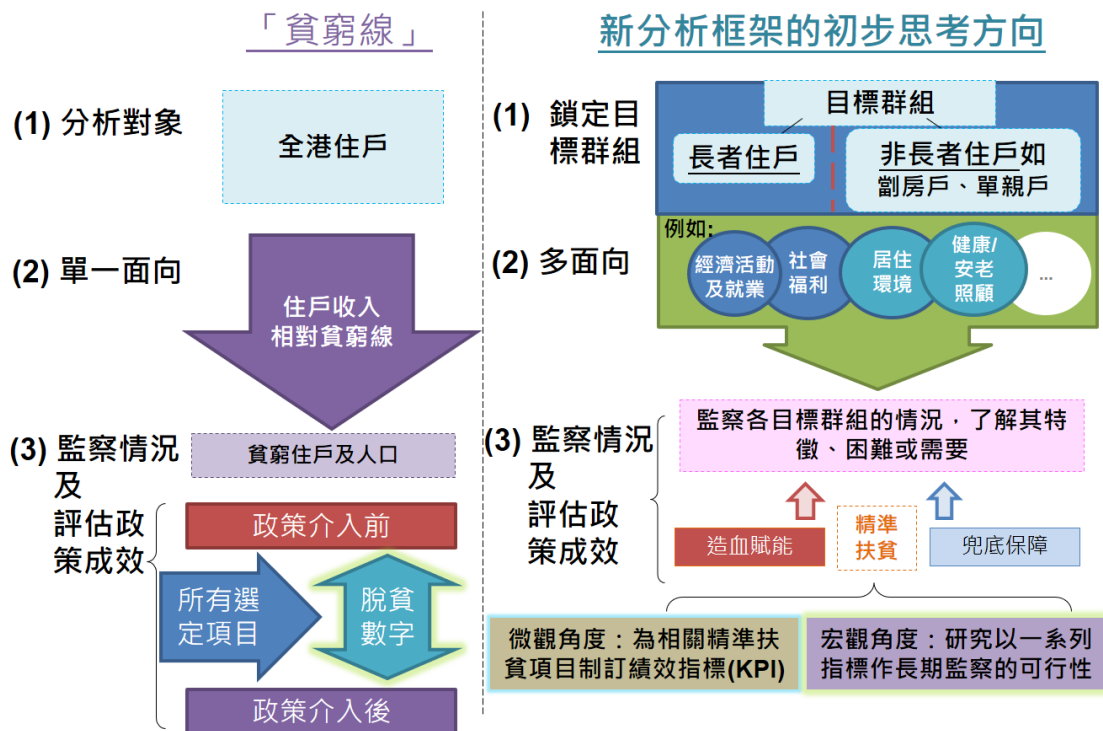 「貧窮線」
(1) 分析對象
全港住戶
(2) 單一面向
住戶收入
相對貧窮線
(3) 監察情況
及
評估政
策成效
貧窮住戶及人口
政策介入前
所有選
定項目
脫貧
數字
政策介入後
新分析框架的初步思考方向
(1) 鎖定目
標群組
目標群組
長者住戶
非長者住戶如
劏房戶、單親戶
(2) 多面向
例如:
經濟活動
及就業
社會
福利
居住
環境
健康/
安老
照顧
...
(3) 監察情況
及
評估政
策成效
監察各目標群組的情況，了解其特
徵、困難或需要
造血賦能
精準
扶貧
兜底保障
微觀角度：為相關精準扶
貧項目制訂績效指標(KPI)
宏觀角度：研究以一系列
指標作長期監察的可行性